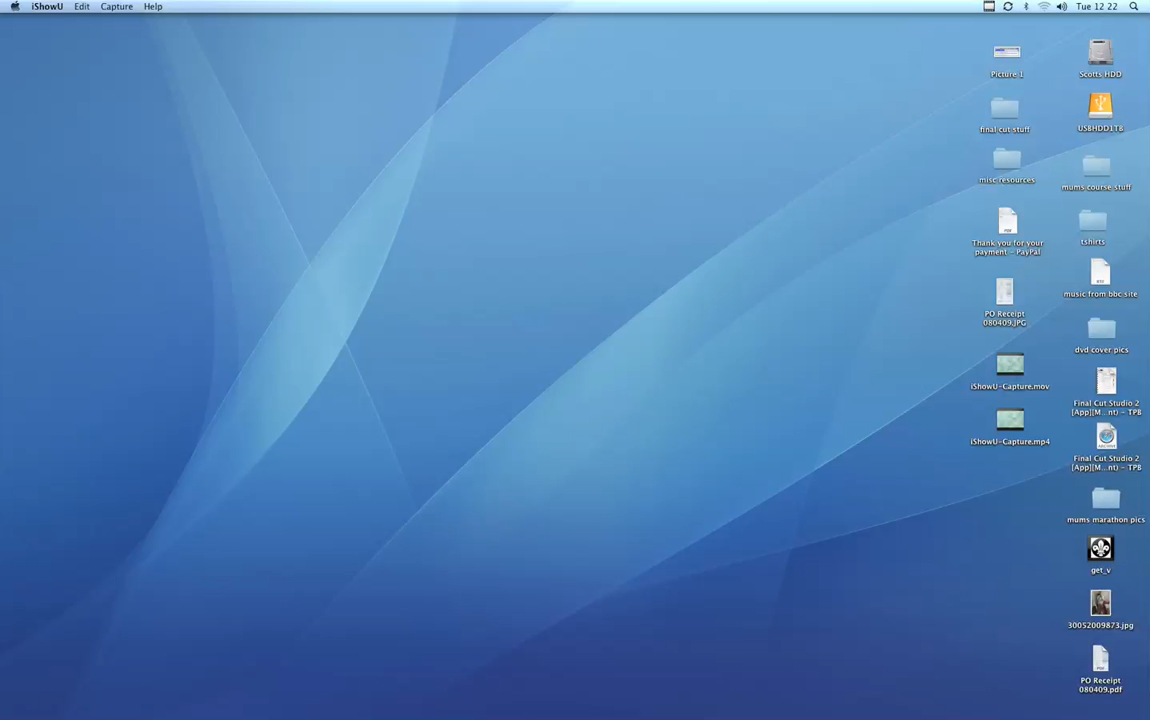 iShowU Edit Capture Help
Tue 12 22
Picture 1
Scotts HDD
final cut stuff
USBHDD1TB
misc resources
mums course stuff
Thank you for your
payment – PayPal
tshirts
music from bbc site
PO Receipt
080409.JPG
dvd cover pics
iShowU-Capture.mov
Final Cut Studio 2
[App][M...nt) – TPB
iShowU-Capture.mp4
Final Cut Studio 2
[App][M...nt) – TPB
mums marathon pics
get_v
30052009873.jpg
PO Receipt
080409.pdf